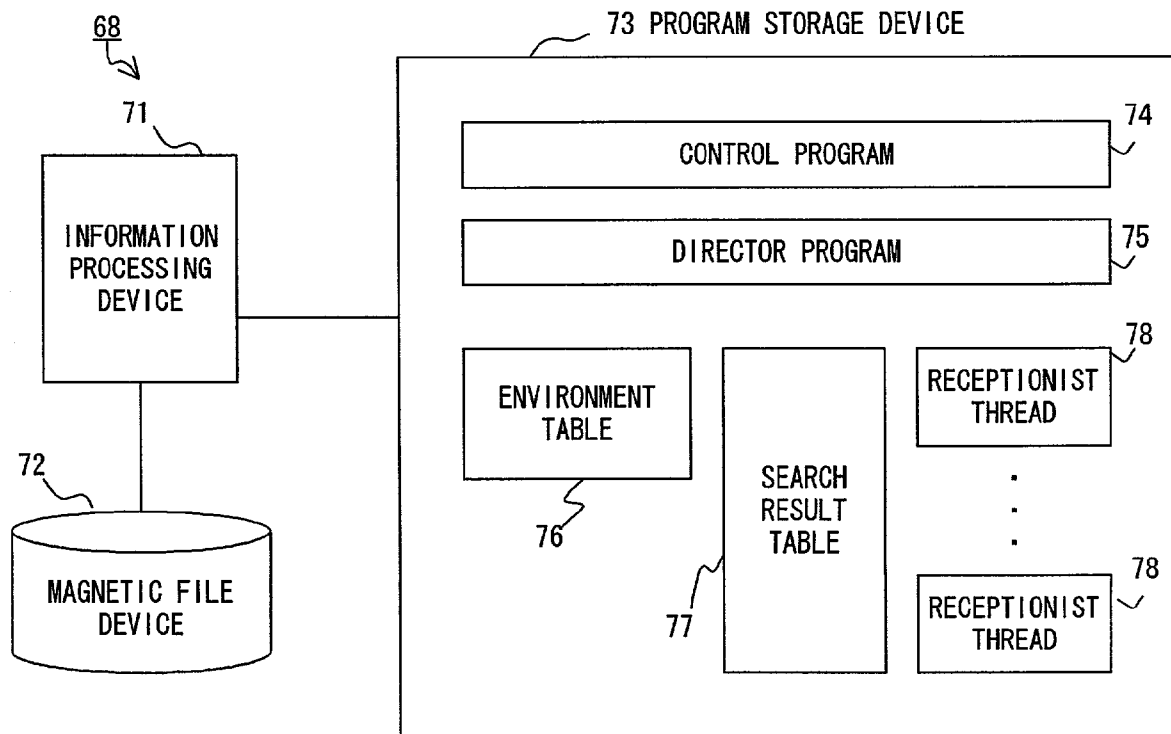 68
73 PROGRAM STORAGE DEVICE
71
INFORMATION
PROCESSING
DEVICE
74
CONTROL PROGRAM
75
DIRECTOR PROGRAM
ENVIRONMENT
TABLE
76
SEARCH
RESULT
TABLE
77
78
RECEPTIONIST
THREAD
78
RECEPTIONIST
THREAD
72
MAGNETIC FILE
DEVICE